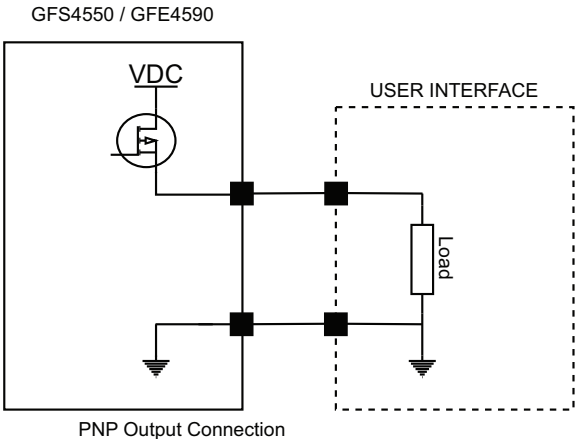 GFS4550 / GFE4590
VDC
USER INTERFACE
Load
PNP Output Connection